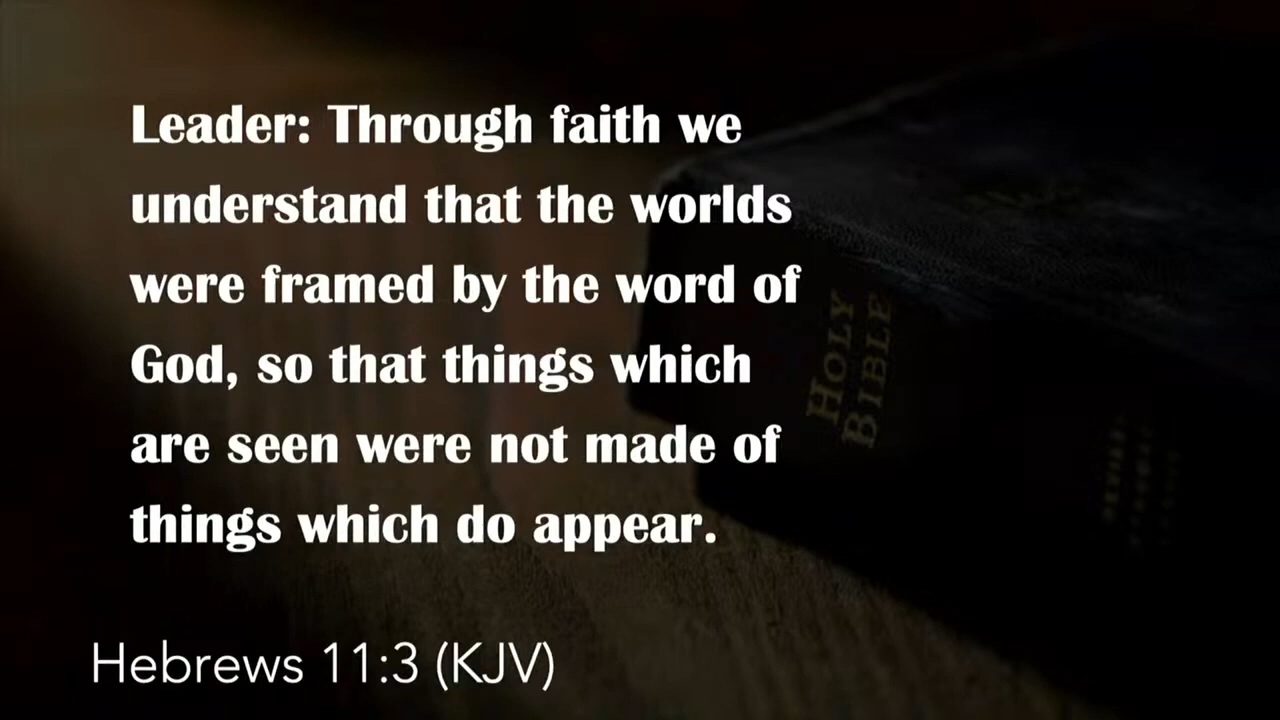 Leader: Through faith we
understand that the worlds
were framed by the word of
God, so that things which
are seen were not made of
things which do appear.
Hebrews 11:3 (KJV)
HOLY
BIBLE